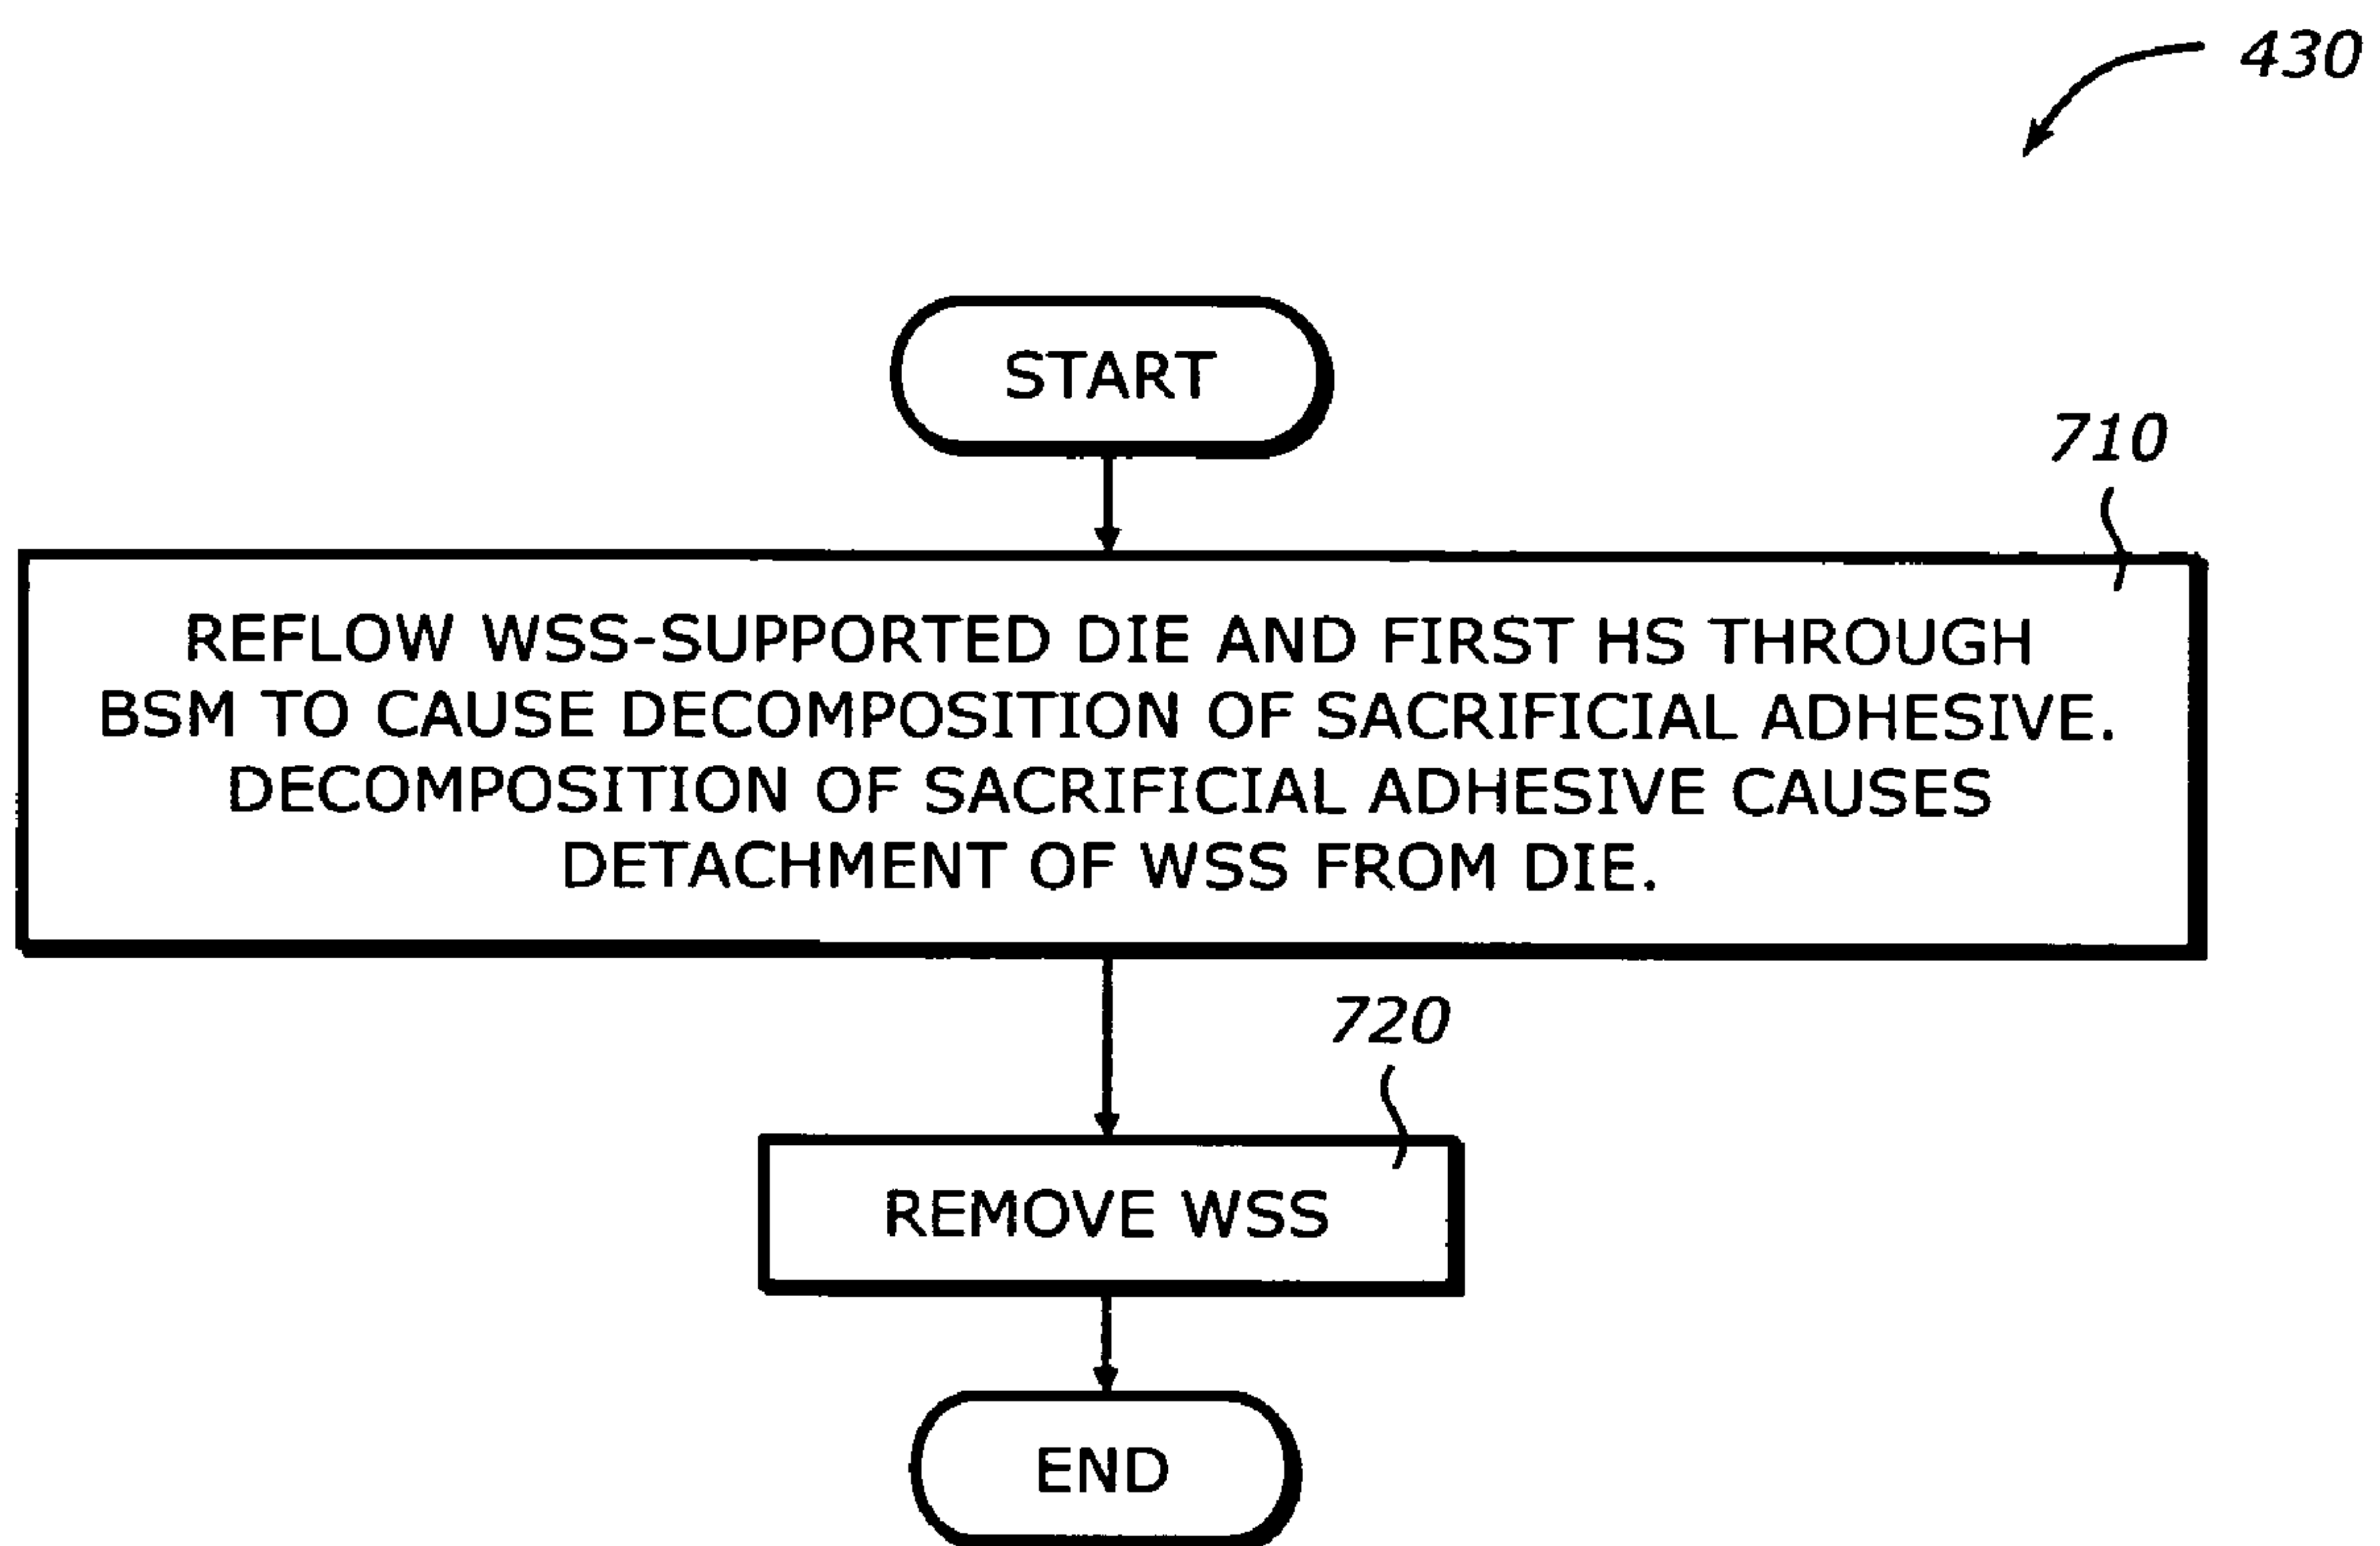 430
START
710
REFLOW WSS-SUPPORTED DIE AND FIRST HS THROUGH
BSM TO CAUSE DECOMPOSITION OF SACRIFICIAL ADHESIVE.
DECOMPOSITION OF SACRIFICIAL ADHESIVE CAUSES
DETACHMENT OF WSS FROM DIE.
720
REMOVE WSS
END